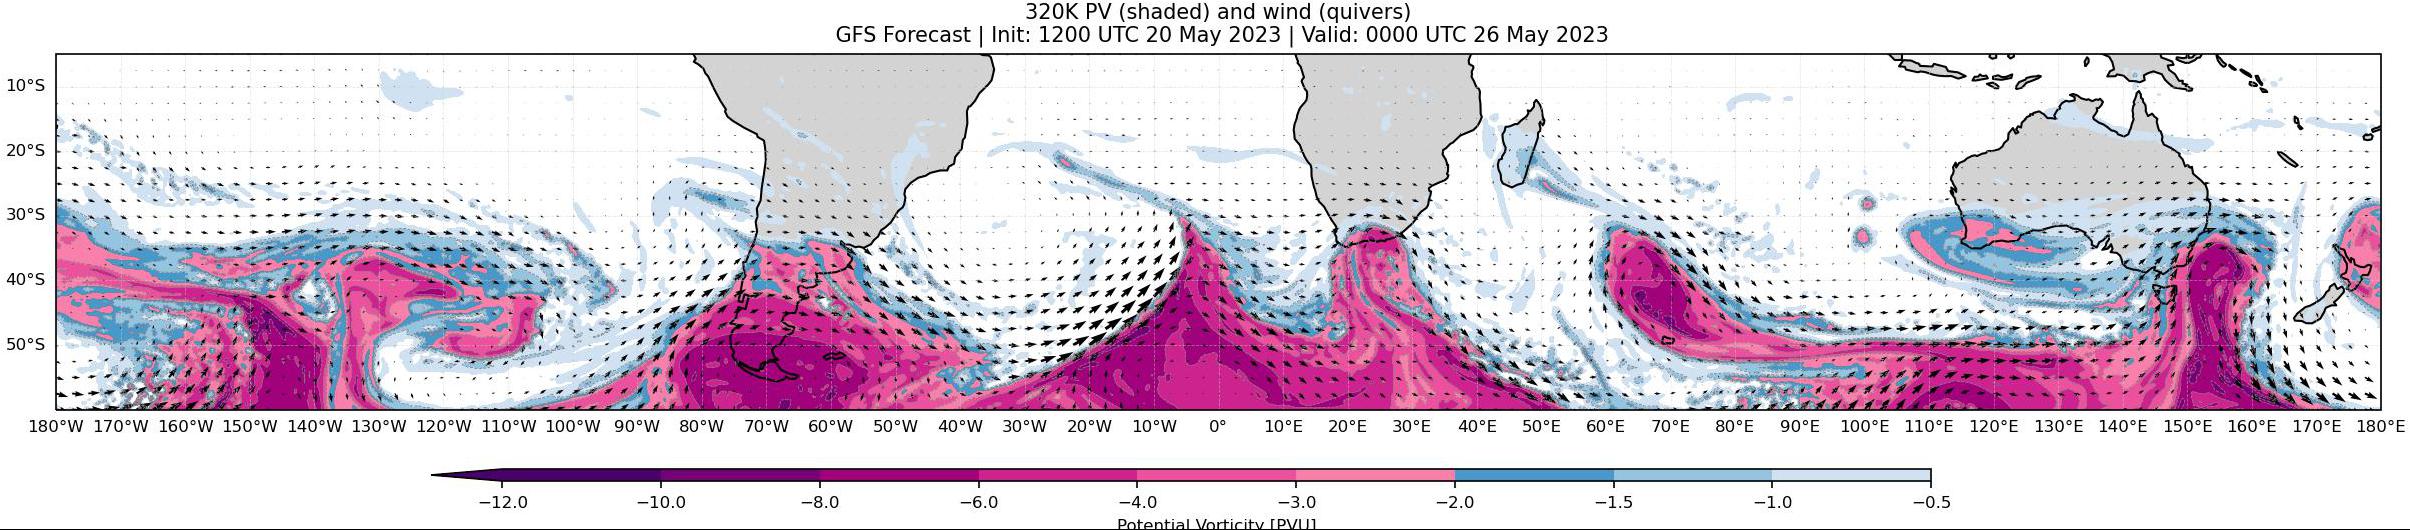 320K PV (shaded) and wind (quivers)
GFS Forecast | Init: 1200 UTC 20 May 2023 | Valid: 0000 UTC 26 May 2023
10°S
20°S
30°S
40°S
50°S
180°W 170°W 160°W 150°W 140°W 130°W 120°W 110°W 100°W 90°W 80°W 70°W 60°W 50°W 40°W 30°W 20°W 10°W 0° 10°E 20°E 30°E 40°E 50°E 60°E 70°E 80°E 90°E 100°E 110°E 120°E 130°E 140°E 150°E 160°E 170°E 180°E
−12.0 −10.0 −8.0 −6.0 −4.0 −3.0 −2.0 −1.5 −1.0 −0.5
Potential Vorticity [PVU]